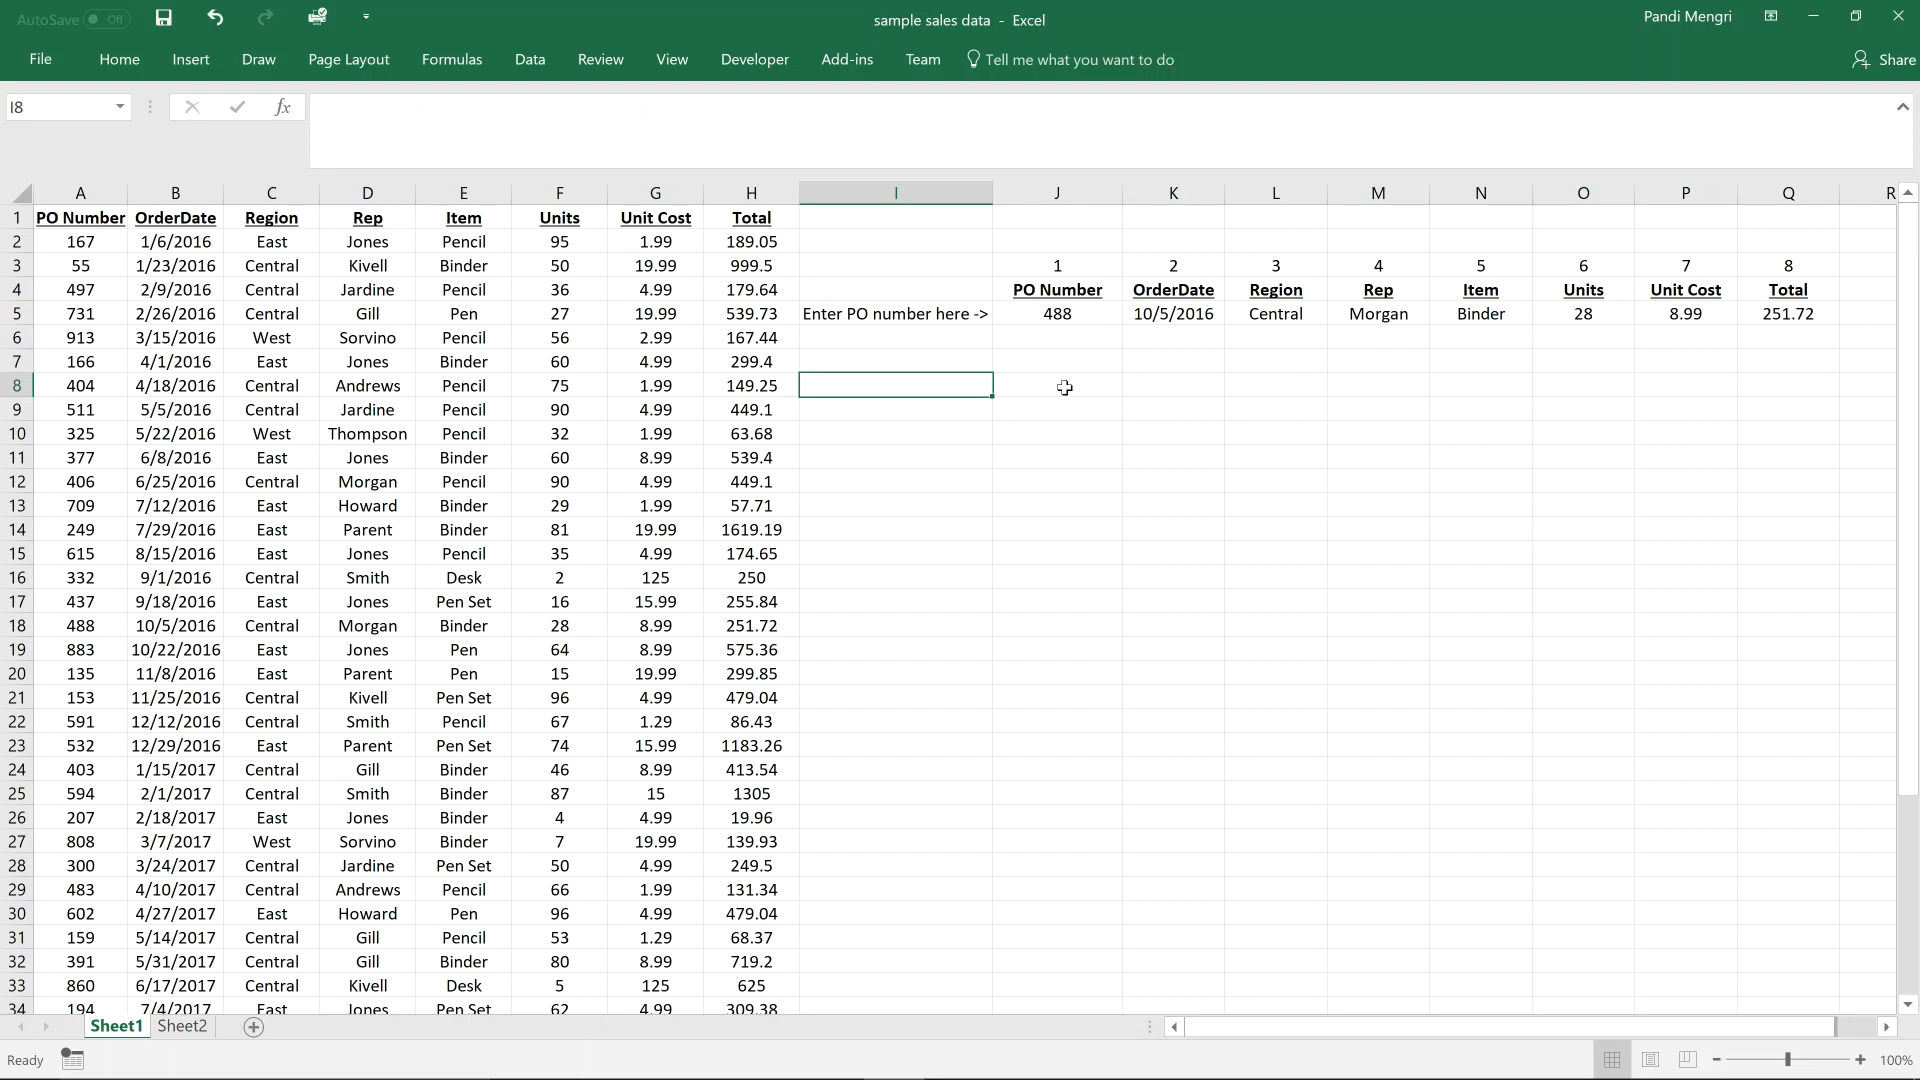 AutoSave Off
sample sales data - Excel
Pandi Mengri
File Home Insert Draw Page Layout Formulas Data Review View Developer Add-ins Team Tell me what you want to do Share
I8 fx
A B C D E F G H I J K L M N O P Q R
1 PO Number OrderDate Region Rep Item Units Unit Cost Total
2 167 1/6/2016 East Jones Pencil 95 1.99 189.05
3 55 1/23/2016 Central Kivell Binder 50 19.99 999.5 1 2 3 4 5 6 7 8
4 497 2/9/2016 Central Jardine Pencil 36 4.99 179.64 PO Number OrderDate Region Rep Item Units Unit Cost Total
5 731 2/26/2016 Central Gill Pen 27 19.99 539.73 Enter PO number here -> 488 10/5/2016 Central Morgan Binder 28 8.99 251.72
6 913 3/15/2016 West Sorvino Pencil 56 2.99 167.44
7 166 4/1/2016 East Jones Binder 60 4.99 299.4
8 404 4/18/2016 Central Andrews Pencil 75 1.99 149.25
9 511 5/5/2016 Central Jardine Pencil 90 4.99 449.1
10 325 5/22/2016 West Thompson Pencil 32 1.99 63.68
11 377 6/8/2016 East Jones Binder 60 8.99 539.4
12 406 6/25/2016 Central Morgan Pencil 90 4.99 449.1
13 709 7/12/2016 East Howard Binder 29 1.99 57.71
14 249 7/29/2016 East Parent Binder 81 19.99 1619.19
15 615 8/15/2016 East Jones Pencil 35 4.99 174.65
16 332 9/1/2016 Central Smith Desk 2 125 250
17 437 9/18/2016 East Jones Pen Set 16 15.99 255.84
18 488 10/5/2016 Central Morgan Binder 28 8.99 251.72
19 883 10/22/2016 East Jones Pen 64 8.99 575.36
20 135 11/8/2016 East Parent Pen 15 19.99 299.85
21 153 11/25/2016 Central Kivell Pen Set 96 4.99 479.04
22 591 12/12/2016 Central Smith Pencil 67 1.29 86.43
23 532 12/29/2016 East Parent Pen Set 74 15.99 1183.26
24 403 1/15/2017 Central Gill Binder 46 8.99 413.54
25 594 2/1/2017 Central Smith Binder 87 15 1305
26 207 2/18/2017 East Jones Binder 4 4.99 19.96
27 808 3/7/2017 West Sorvino Binder 7 19.99 139.93
28 300 3/24/2017 Central Jardine Pen Set 50 4.99 249.5
29 483 4/10/2017 Central Andrews Pencil 66 1.99 131.34
30 602 4/27/2017 East Howard Pen 96 4.99 479.04
31 159 5/14/2017 Central Gill Pencil 53 1.29 68.37
32 391 5/31/2017 Central Gill Binder 80 8.99 719.2
33 860 6/17/2017 Central Kivell Desk 5 125 625
34 194 7/4/2017 East Jones Pen Set 62 4.99 309.38
Sheet1 Sheet2
Ready 100%